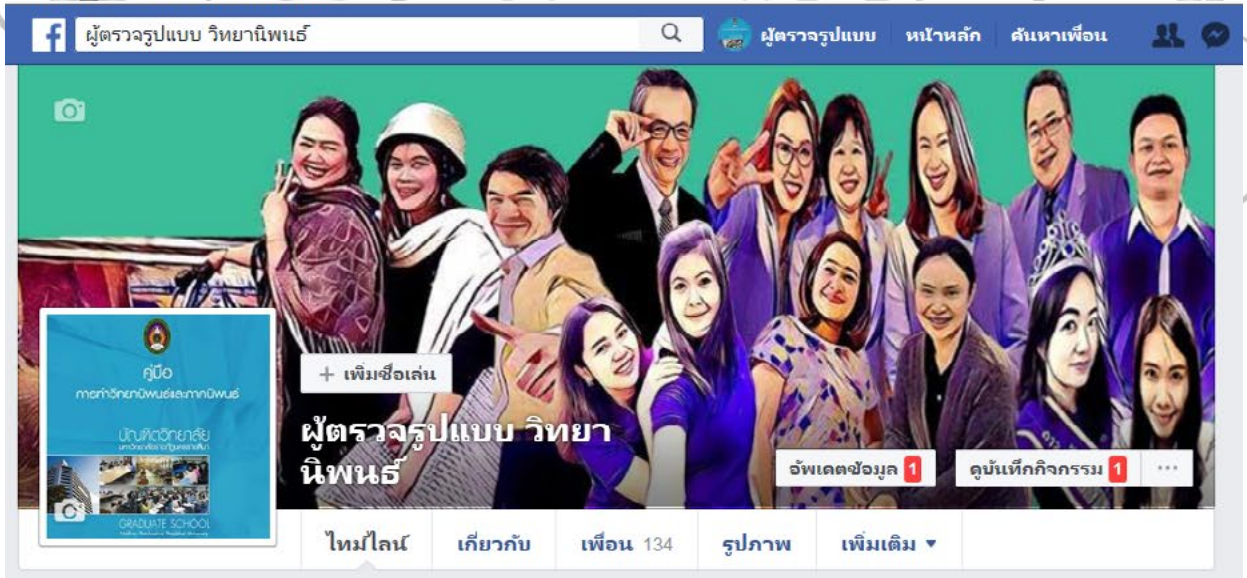 ผู้ตรวจรูปแบบ วิทยานิพนธ์
ผู้ตรวจรูปแบบ หน้าหลัก ค้นหาเพื่อน
คู่มือ
การทำวิทยานิพนธ์และภาคนิพนธ์
บัณฑิตวิทยาลัย
GRADUATE SCHOOL
+ เพิ่มชื่อเล่น
ผู้ตรวจรูปแบบ วิทยา
นิพนธ์
อัพเดตข้อมูล 1 ดูบันทึกกิจกรรม 1 ...
ไทม์ไลน์ เกี่ยวกับ เพื่อน 134 รูปภาพ เพิ่มเติม